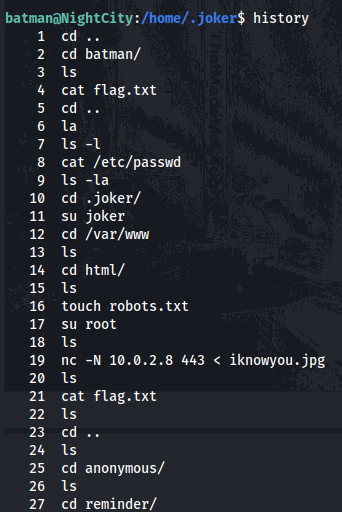 batman@NightCity:/home/.joker$ history
1 cd ..
2 cd batman/
3 ls
4 cat flag.txt
5 cd ..
6 la
7 ls -l
8 cat /etc/passwd
9 ls -la
10 cd .joker/
11 su joker
12 cd /var/www
13 ls
14 cd html/
15 ls
16 touch robots.txt
17 su root
18 ls
19 nc -N 10.0.2.8 443 < iknowyou.jpg
20 ls
21 cat flag.txt
22 ls
23 cd ..
24 ls
25 cd anonymous/
26 ls
27 cd reminder/